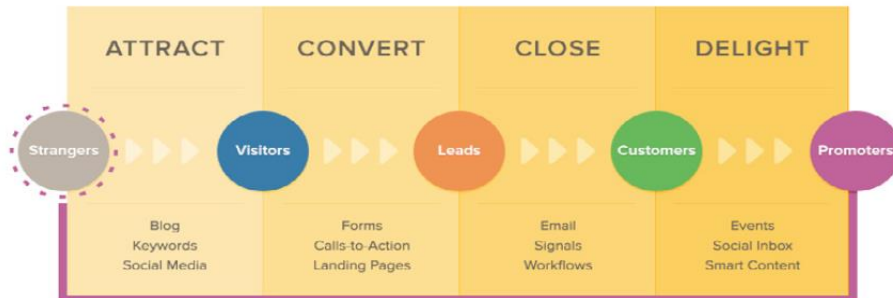 ATTRACT CONVERT CLOSE DELIGHT
Strangers Visitors Leads Customers Promoters
Blog Forms Email Events
Keywords Calls-to-Action Signals Social Inbox
Social Media Landing Pages Workflows Smart Content